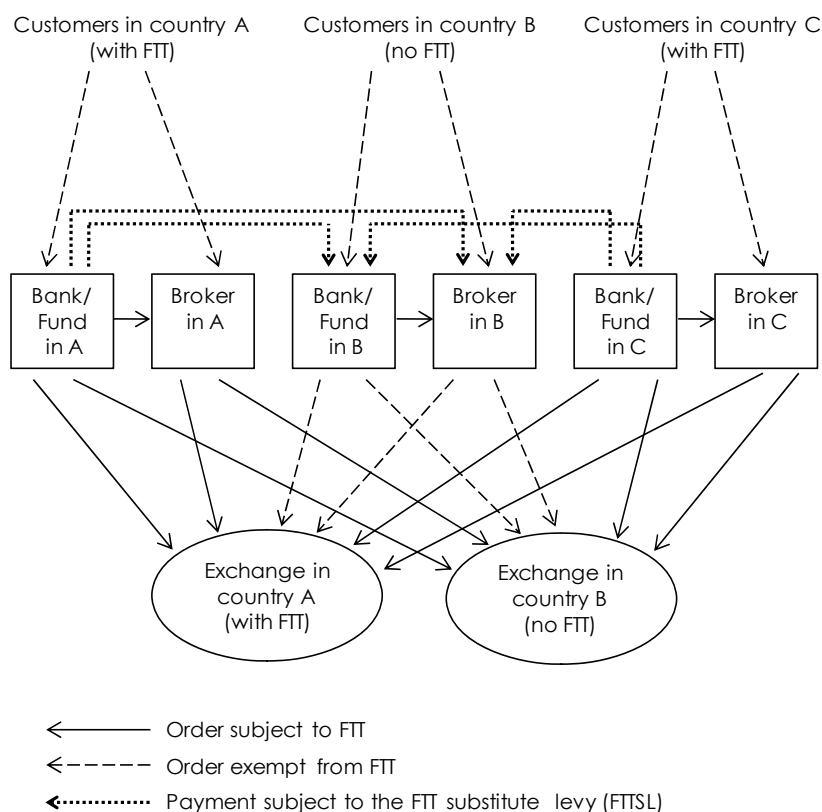 Customers in country A
(with FTT)
Customers in country B
(no FTT)
Customers in country C
(with FTT)
Bank/
Fund
in A
Broker
in A
Bank/
Fund
in B
Broker
in B
Bank/
Fund
in C
Broker
in C
Exchange in
country A
(with FTT)
Exchange in
country B
(no FTT)
Order subject to FTT
Order exempt from FTT
Payment subject to the FTT substitute levy (FTTSL)